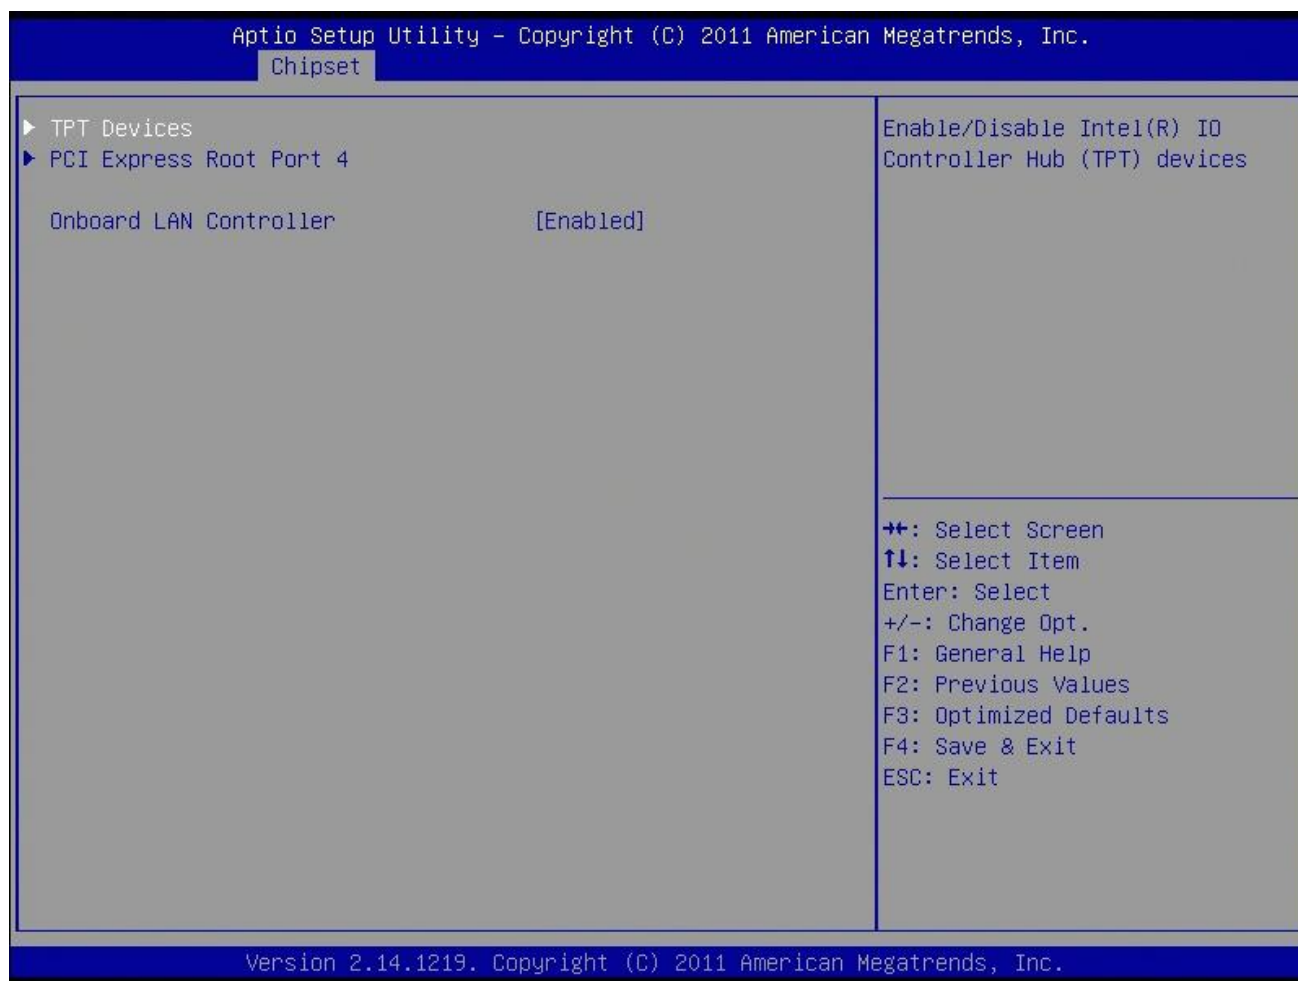 Aptio Setup Utility – Copyright (C) 2011 American Megatrends, Inc.
Chipset
TPT Devices
PCI Express Root Port 4
Onboard LAN Controller [Enabled]
Enable/Disable Intel(R) IO
Controller Hub (TPT) devices
→←: Select Screen
↑↓: Select Item
Enter: Select
+/-: Change Opt.
F1: General Help
F2: Previous Values
F3: Optimized Defaults
F4: Save & Exit
ESC: Exit
Version 2.14.1219. Copyright (C) 2011 American Megatrends, Inc.